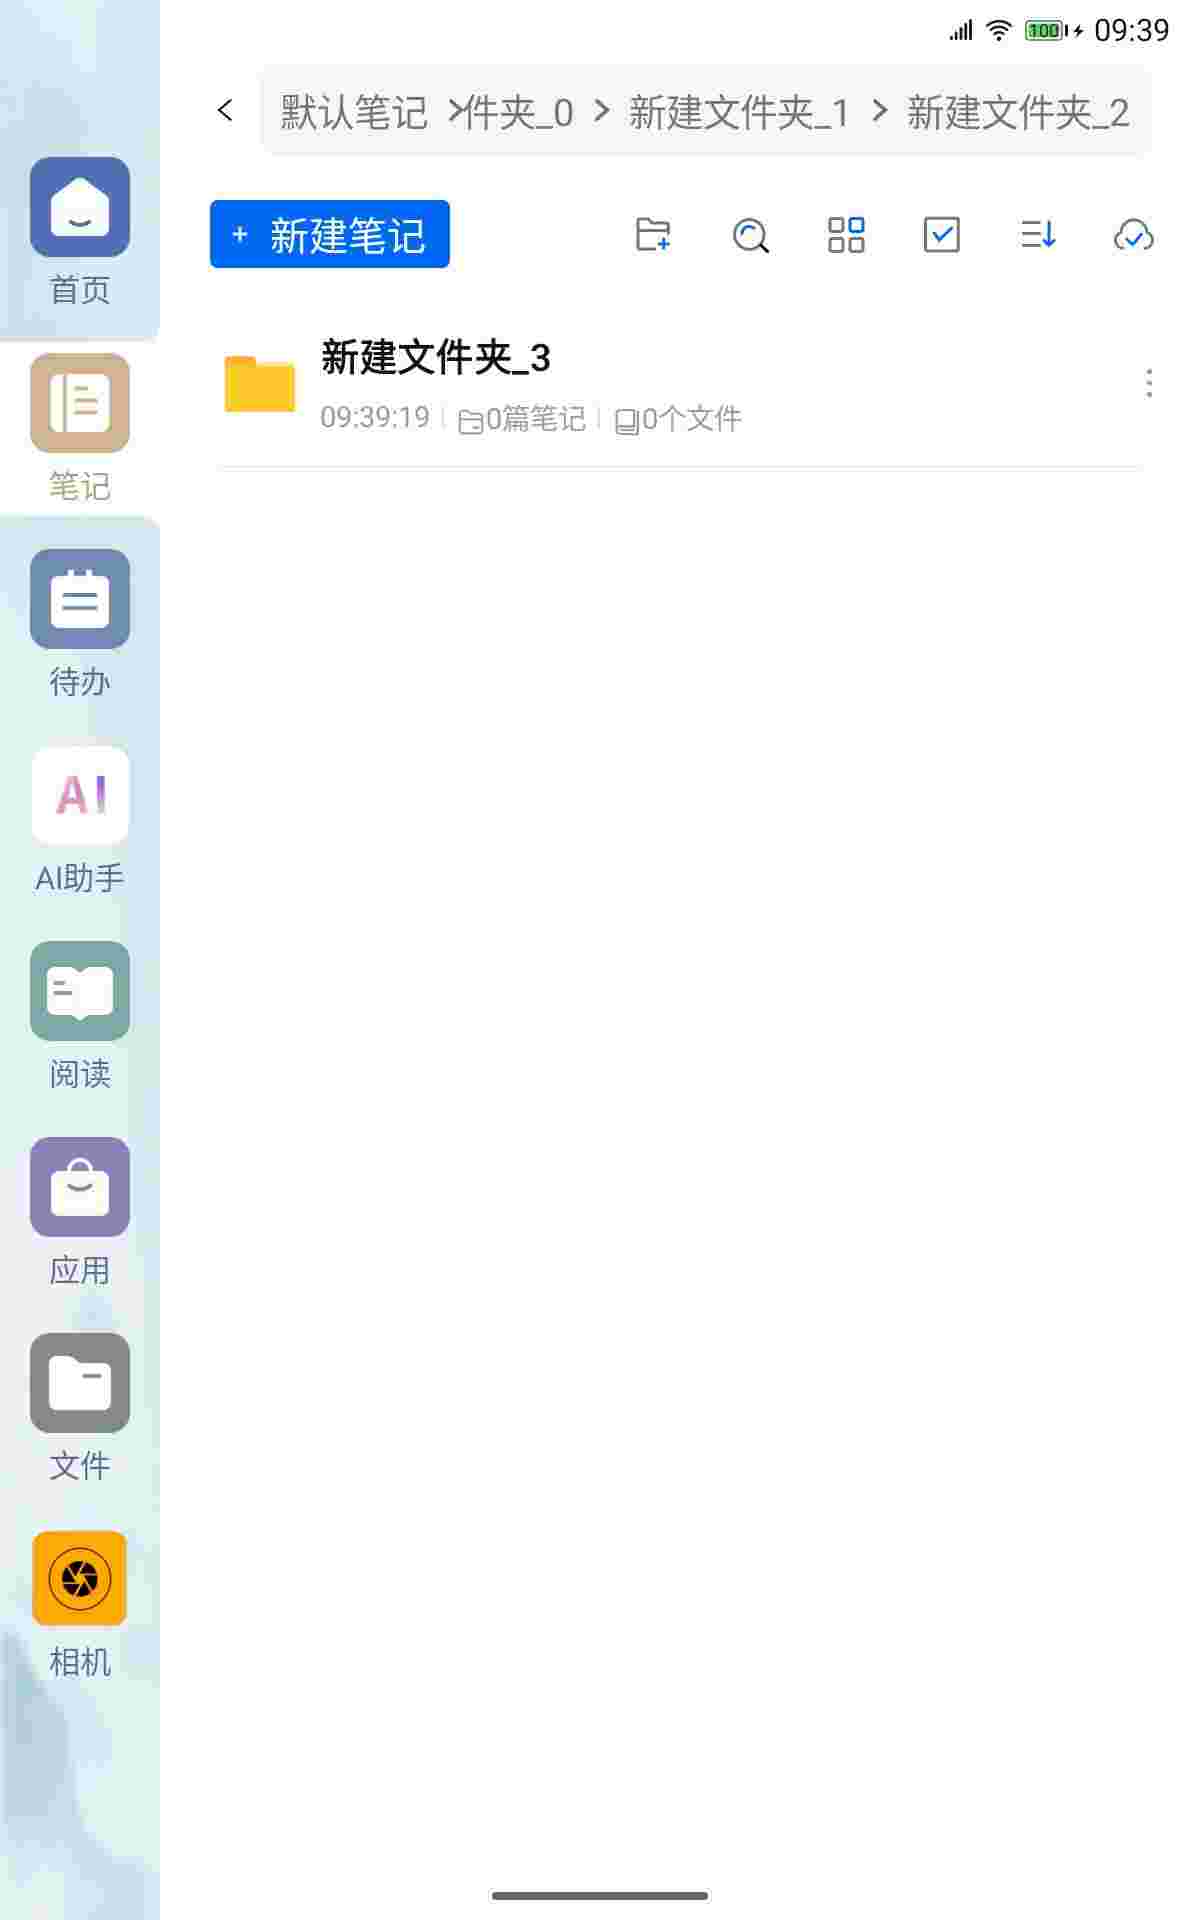 100 09:39
默认笔记 >件夹_0 > 新建文件夹_1 > 新建文件夹_2
+ 新建笔记
新建文件夹_3
09:39:19 0篇笔记 0个文件
首页
笔记
待办
AI
AI助手
阅读
应用
文件
相机